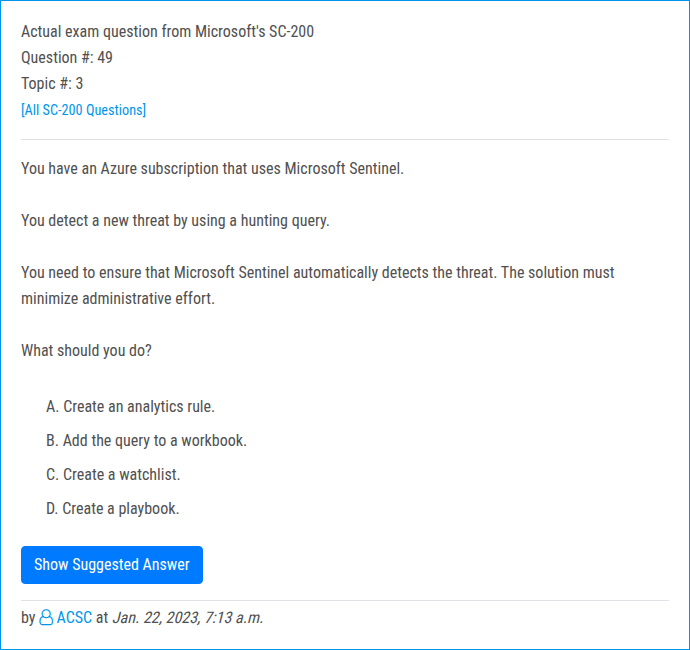 Actual exam question from Microsoft's SC-200
Question #: 49
Topic #: 3
[All SC-200 Questions]
You have an Azure subscription that uses Microsoft Sentinel.
You detect a new threat by using a hunting query.
You need to ensure that Microsoft Sentinel automatically detects the threat. The solution must
minimize administrative effort.
What should you do?
A. Create an analytics rule.
B. Add the query to a workbook.
C. Create a watchlist.
D. Create a playbook.
Show Suggested Answer
by ACSC at Jan. 22, 2023, 7:13 a.m.